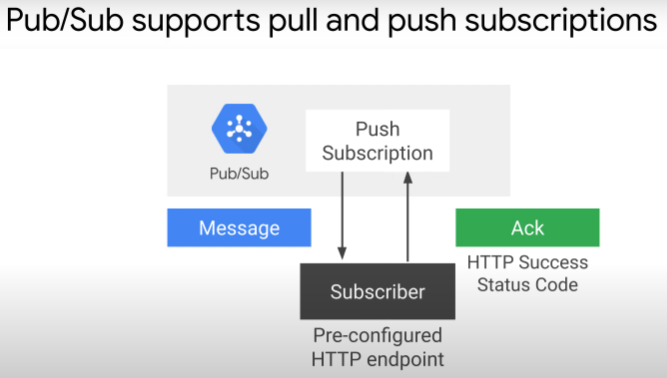 Pub/Sub supports pull and push subscriptions
Push
Subscription
Pub/Sub
Message
Ack
HTTP Success
Status Code
Subscriber
Pre-configured
HTTP endpoint